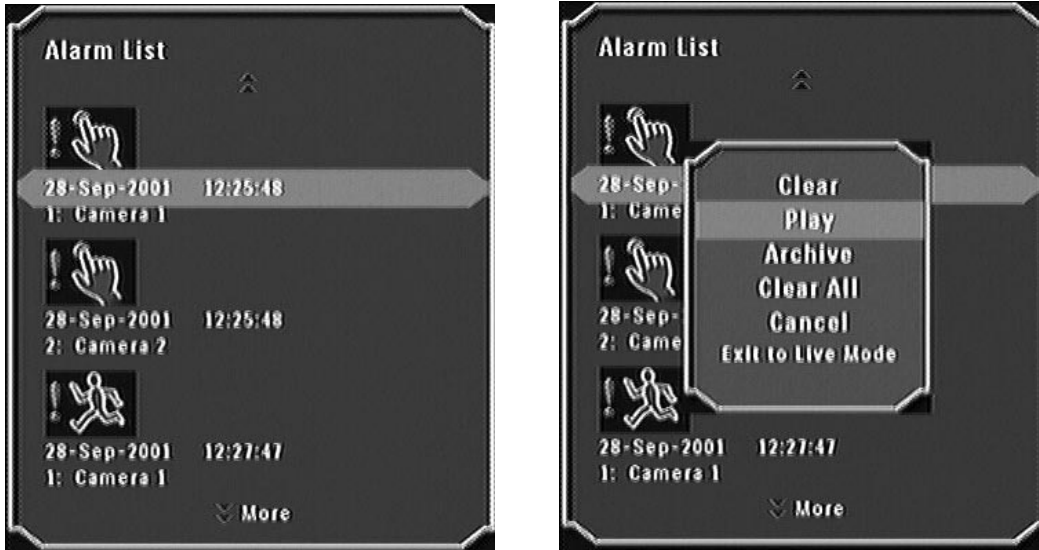 Alarm List
28-Sep-2001 12:25:48
1: Camera 1
28-Sep-2001 12:25:48
2: Camera 2
28-Sep-2001 12:27:47
1: Camera 1
More
Alarm List
28-Sep-
1: Came
28-Sep-
2: Came
Clear
Play
Archive
Clear All
Cancel
Exit to Live Mode
28-Sep-2001 12:27:47
1: Camera 1
More